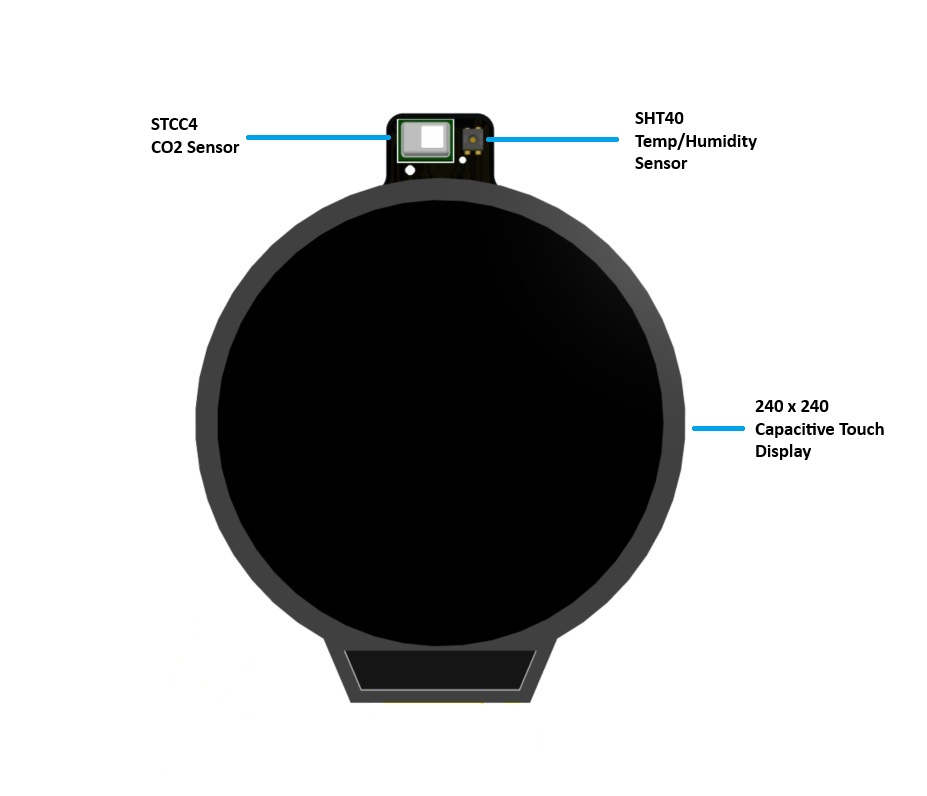 STCC4
CO2 Sensor
SHT40
Temp/Humidity
Sensor
240 x 240
Capacitive Touch
Display